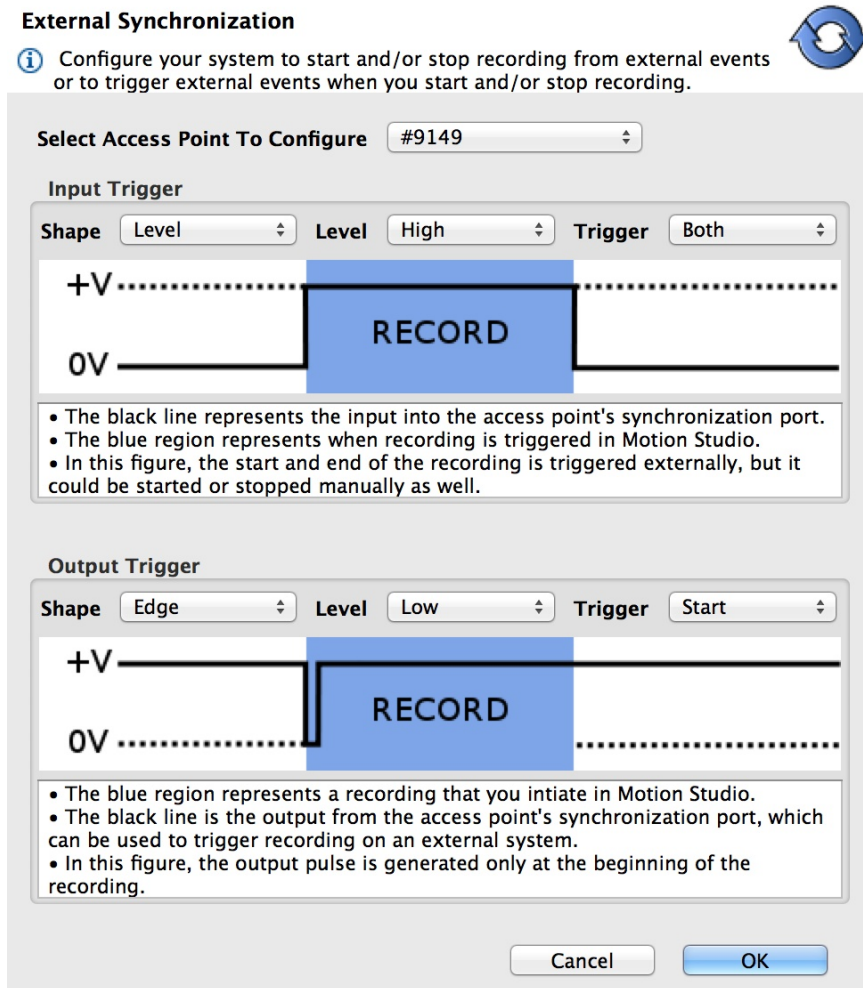 External Synchronization
Configure your system to start and/or stop recording from external events
or to trigger external events when you start and/or stop recording.
Select Access Point To Configure #9149
Input Trigger
Shape Level Level High Trigger Both
+V
RECORD
0V
• The black line represents the input into the access point's synchronization port.
• The blue region represents when recording is triggered in Motion Studio.
• In this figure, the start and end of the recording is triggered externally, but it
could be started or stopped manually as well.
Output Trigger
Shape Edge Level Low Trigger Start
+V
RECORD
0V
• The blue region represents a recording that you intiate in Motion Studio.
• The black line is the output from the access point's synchronization port, which
can be used to trigger recording on an external system.
• In this figure, the output pulse is generated only at the beginning of the
recording.
Cancel OK